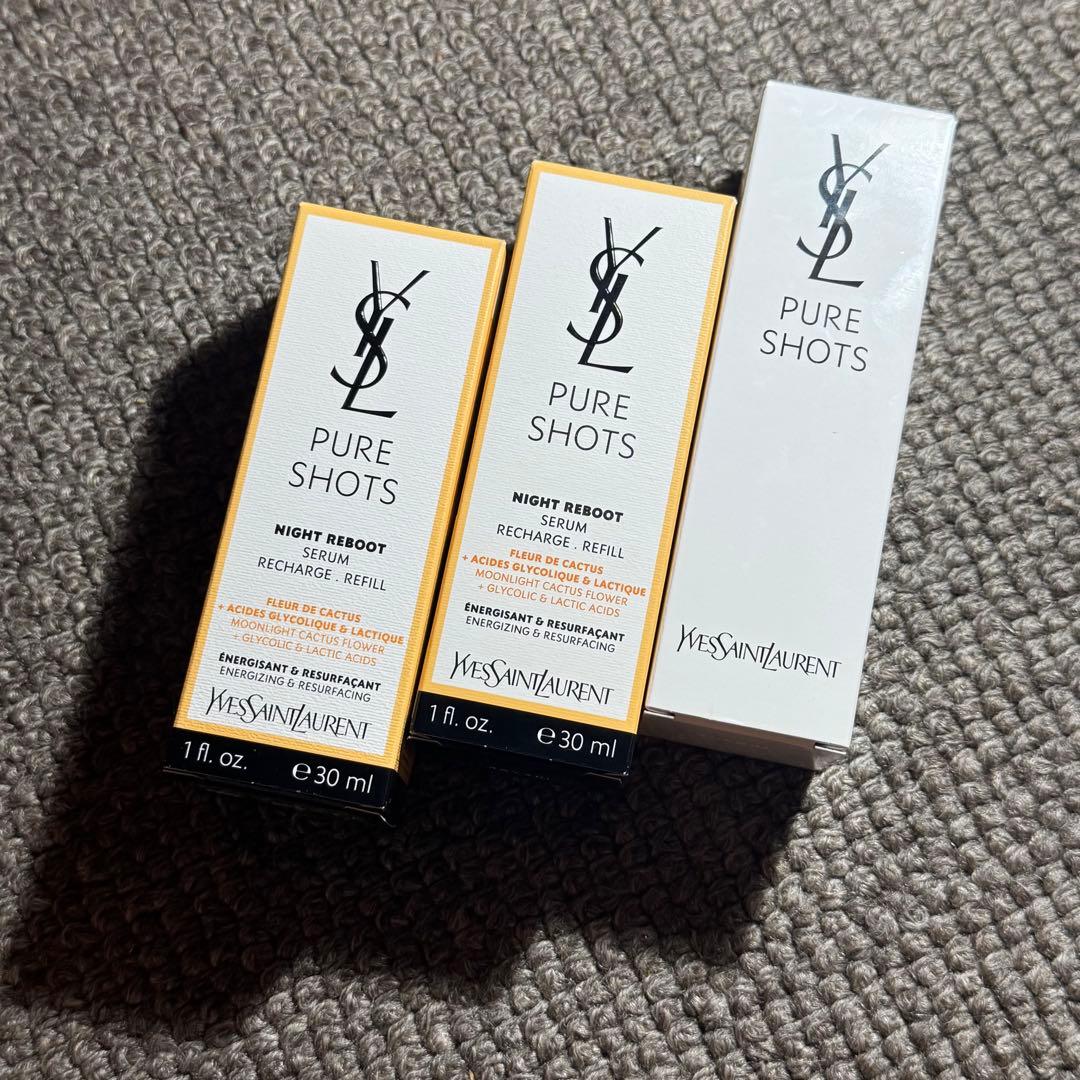 YSL
PURE
SHOTS
NIGHT REBOOT
SERUM
RECHARGE . REFILL
FLEUR DE CACTUS
+ ACIDES GLYCOLIQUE & LACTIQUE
MOONLIGHT CACTUS FLOWER
+ GLYCOLIC & LACTIC ACIDS
ÉNERGISANT & RESURFAÇANT
ENERGIZING & RESURFACING
YVESSAINTLAURENT
1 fl. oz. ℮30 ml
YSL
PURE
SHOTS
NIGHT REBOOT
SERUM
RECHARGE . REFILL
FLEUR DE CACTUS
+ ACIDES GLYCOLIQUE & LACTIQUE
MOONLIGHT CACTUS FLOWER
+ GLYCOLIC & LACTIC ACIDS
ÉNERGISANT & RESURFAÇANT
ENERGIZING & RESURFACING
YVESSAINTLAURENT
1 fl. oz. ℮30 ml
YSL
PURE
SHOTS
YVESSAINTLAURENT